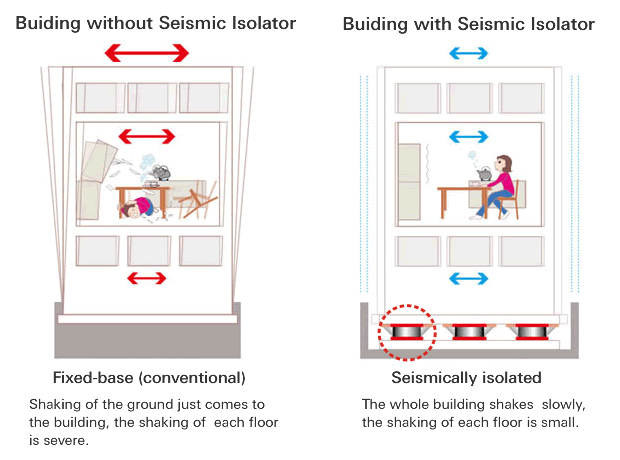 Buiding without Seismic Isolator
Buiding with Seismic Isolator
Fixed-base (conventional)
Shaking of the ground just comes to
the building, the shaking of each floor
is severe.
Seismically isolated
The whole building shakes slowly,
the shaking of each floor is small.